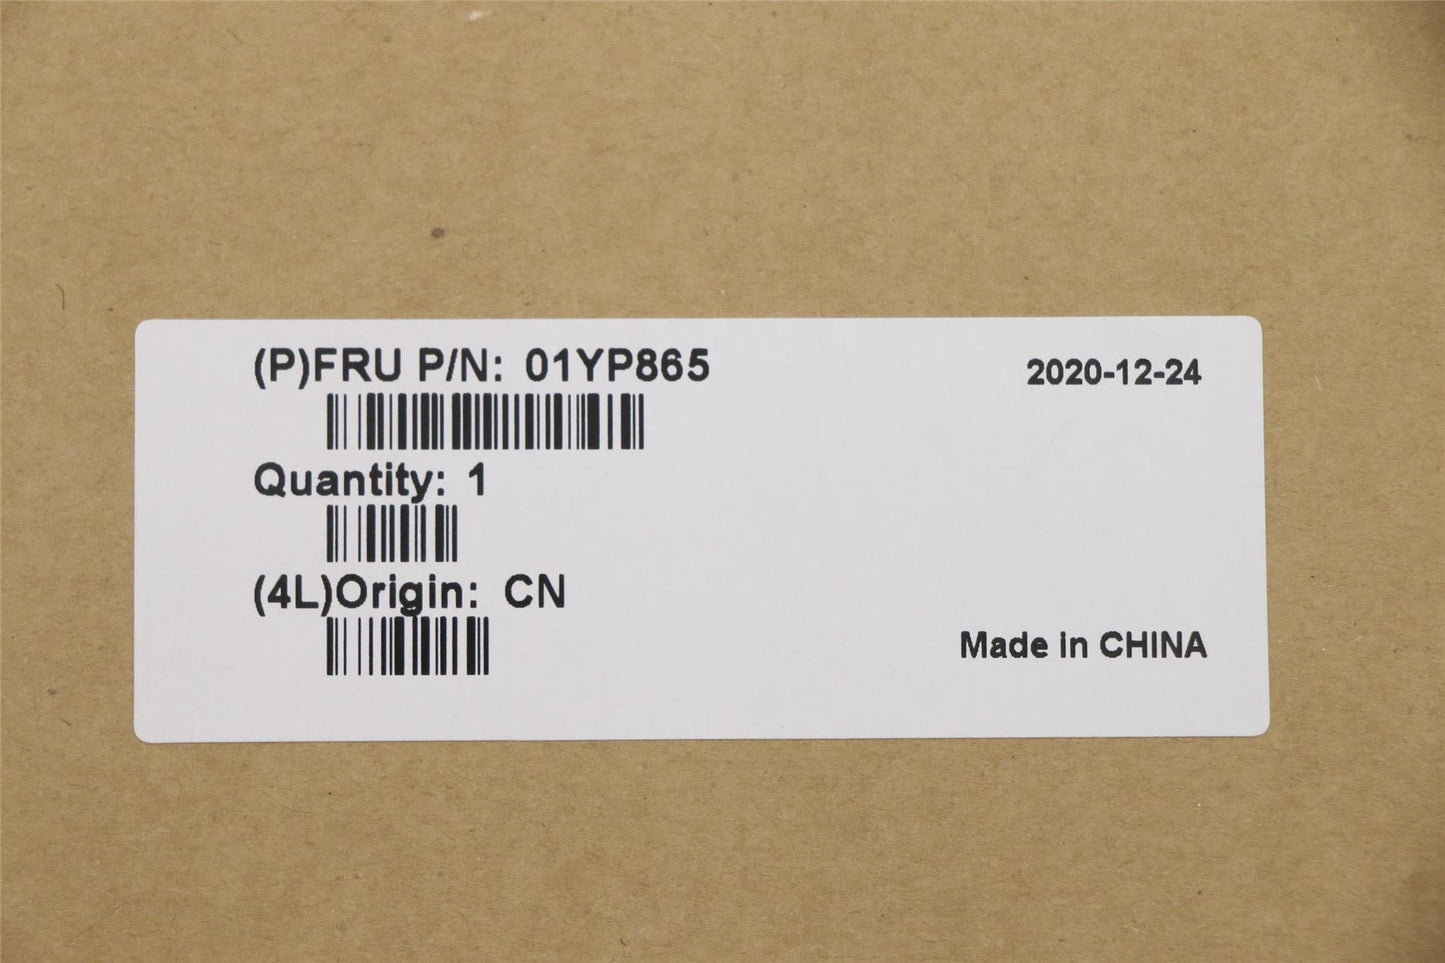 (P)FRU P/N: 01YP865
2020-12-24
Quantity: 1
(4L)Origin: CN
Made in CHINA